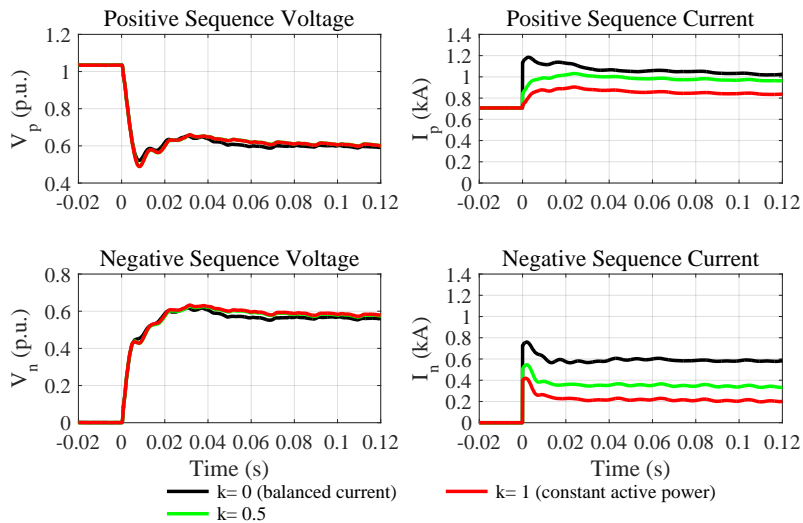 Positive Sequence Voltage
V_p (p.u.)
1.2
1
0.8
0.6
0.4
-0.02 0 0.02 0.04 0.06 0.08 0.1 0.12
Positive Sequence Current
I_p (kA)
1.4
1.2
1
0.8
0.6
0.4
0.2
0
-0.02 0 0.02 0.04 0.06 0.08 0.1 0.12
Negative Sequence Voltage
V_n (p.u.)
0.8
0.6
0.4
0.2
0
-0.02 0 0.02 0.04 0.06 0.08 0.1 0.12
Time (s)
Negative Sequence Current
I_n (kA)
1.4
1.2
1
0.8
0.6
0.4
0.2
0
-0.02 0 0.02 0.04 0.06 0.08 0.1 0.12
Time (s)
k= 0 (balanced current)
k= 0.5
k= 1 (constant active power)